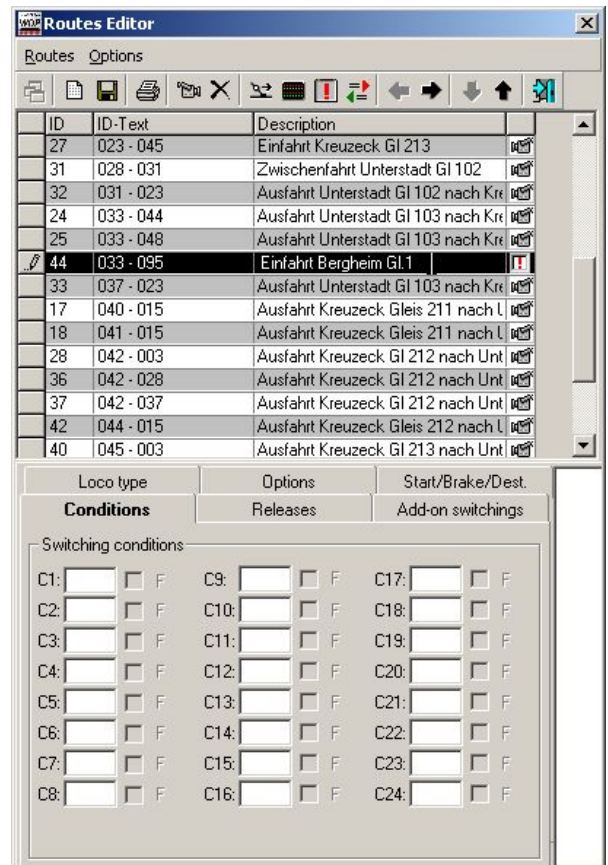 WDP Routes Editor
Routes Options
ID ID-Text Description
27 023 - 045 Einfahrt Kreuzeck Gl 213
31 028 - 031 Zwischenfahrt Unterstadt Gl 102
32 031 - 023 Ausfahrt Unterstadt Gl 102 nach Kre
24 033 - 044 Ausfahrt Unterstadt Gl 103 nach Kre
25 033 - 048 Ausfahrt Unterstadt Gl 103 nach Kre
44 033 - 095 Einfahrt Bergheim Gl.1
33 037 - 023 Ausfahrt Unterstadt Gl 103 nach Kre
17 040 - 015 Ausfahrt Kreuzeck Gleis 211 nach U
18 041 - 015 Ausfahrt Kreuzeck Gleis 211 nach U
28 042 - 003 Ausfahrt Kreuzeck Gl 212 nach Unt
36 042 - 028 Ausfahrt Kreuzeck Gl 212 nach Unt
37 042 - 037 Ausfahrt Kreuzeck Gl 212 nach Unt
42 044 - 015 Ausfahrt Kreuzeck Gleis 212 nach U
40 045 - 003 Ausfahrt Kreuzeck Gl 213 nach Unt
Loco type Options Start/Brake/Dest.
Conditions Releases Add-on switchings
Switching conditions
C1: F C9: F C17: F
C2: F C10: F C18: F
C3: F C11: F C19: F
C4: F C12: F C20: F
C5: F C13: F C21: F
C6: F C14: F C22: F
C7: F C15: F C23: F
C8: F C16: F C24: F